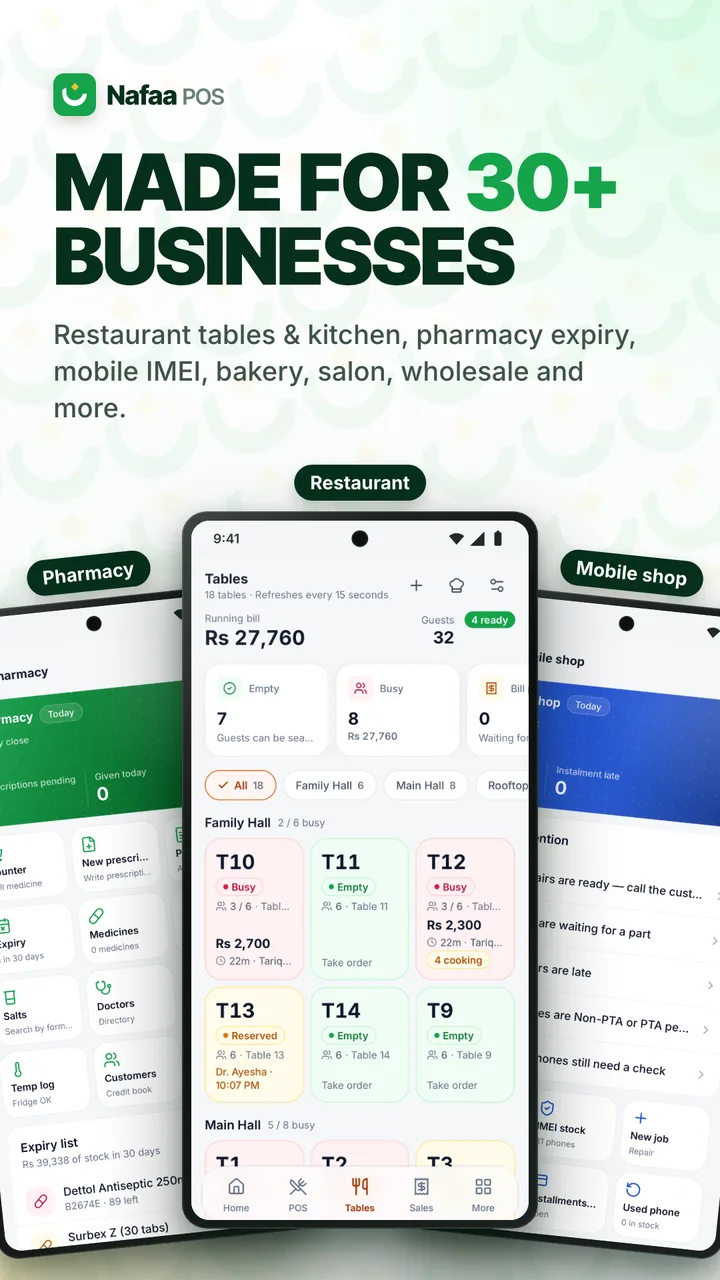 Nafaa POS
MADE FOR 30+
BUSINESSES
Restaurant tables & kitchen, pharmacy expiry,
mobile IMEI, bakery, salon, wholesale and
more.
Restaurant
Pharmacy
Mobile shop
9:41
Tables
18 tables · Refreshes every 15 seconds
Running bill
Rs 27,760
Guests
32
4 ready
Empty
7
Guests can be sea...
Busy
8
Rs 27,760
Bill
0
Waiting for
All 18
Family Hall 6
Main Hall 8
Rooftop
Family Hall 2 / 6 busy
T10
Busy
3 / 6 · Tabl...
Rs 2,700
22m · Tariq...
T11
Empty
6 · Table 11
Take order
T12
Busy
3 / 6 · Tabl...
Rs 2,300
22m · Tariq...
4 cooking
T13
Reserved
6 · Table 13
Dr. Ayesha ·
10:07 PM
T14
Empty
6 · Table 14
Take order
T9
Empty
6 · Table 9
Take order
Main Hall 5 / 8 busy
T1
T2
T3
Home
POS
Tables
Sales
More
harmacy
macy
Today
y close
criptions pending
Given today
0
unter
ll medicine
New prescri...
Write prescripti...
Expiry
in 30 days
Medicines
0 medicines
Salts
Search by form...
Doctors
Directory
Temp log
Fridge OK
Customers
Credit book
Expiry list
Rs 39,338 of stock in 30 days
Dettol Antiseptic 250m
B2674E · 89 left
Surbex Z (30 tabs)
bile shop
hop
Today
Instalment late
0
ention
airs are ready — call the cust...
are waiting for a part
rs are late
es are Non-PTA or PTA pe...
hones still need a check
IMEI stock
31 phones
New job
Repair
stallments...
pen
Used phone
0 in stock